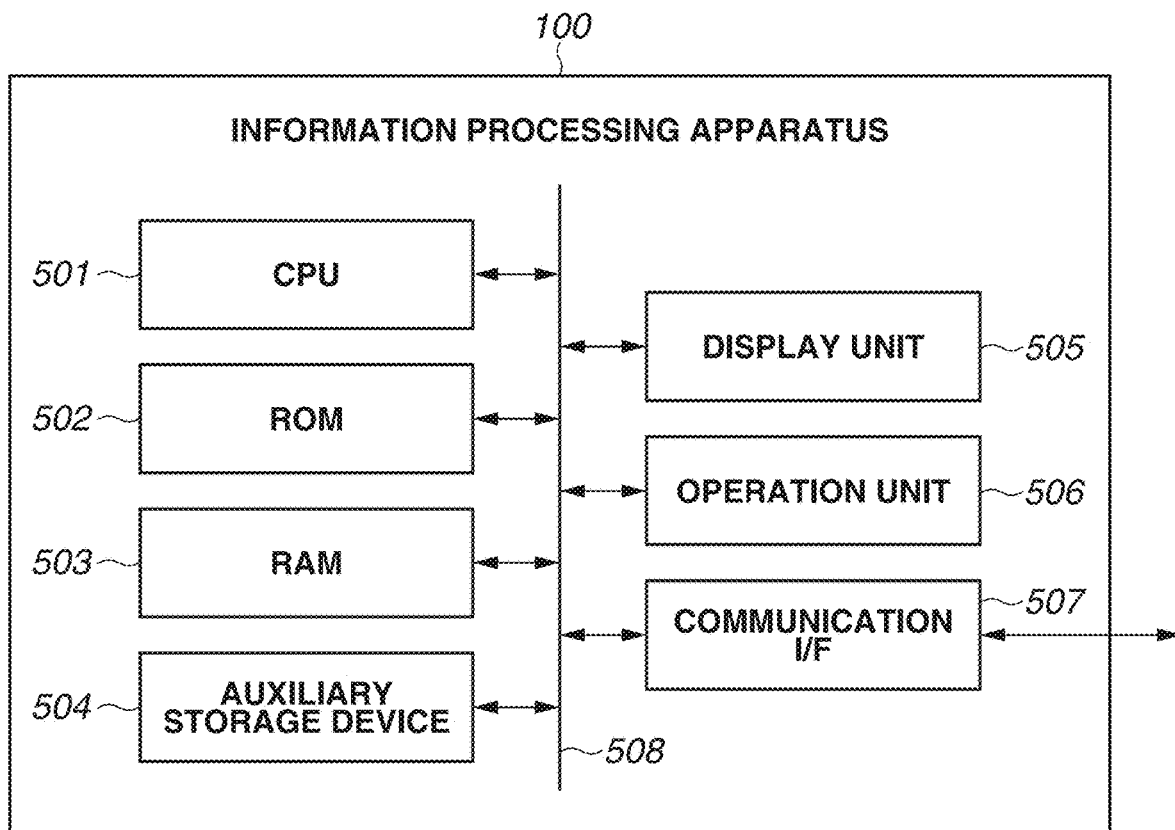 100
INFORMATION PROCESSING APPARATUS
501
CPU
502
ROM
503
RAM
504
AUXILIARY
STORAGE DEVICE
DISPLAY UNIT
505
OPERATION UNIT
506
COMMUNICATION
I/F
507
508